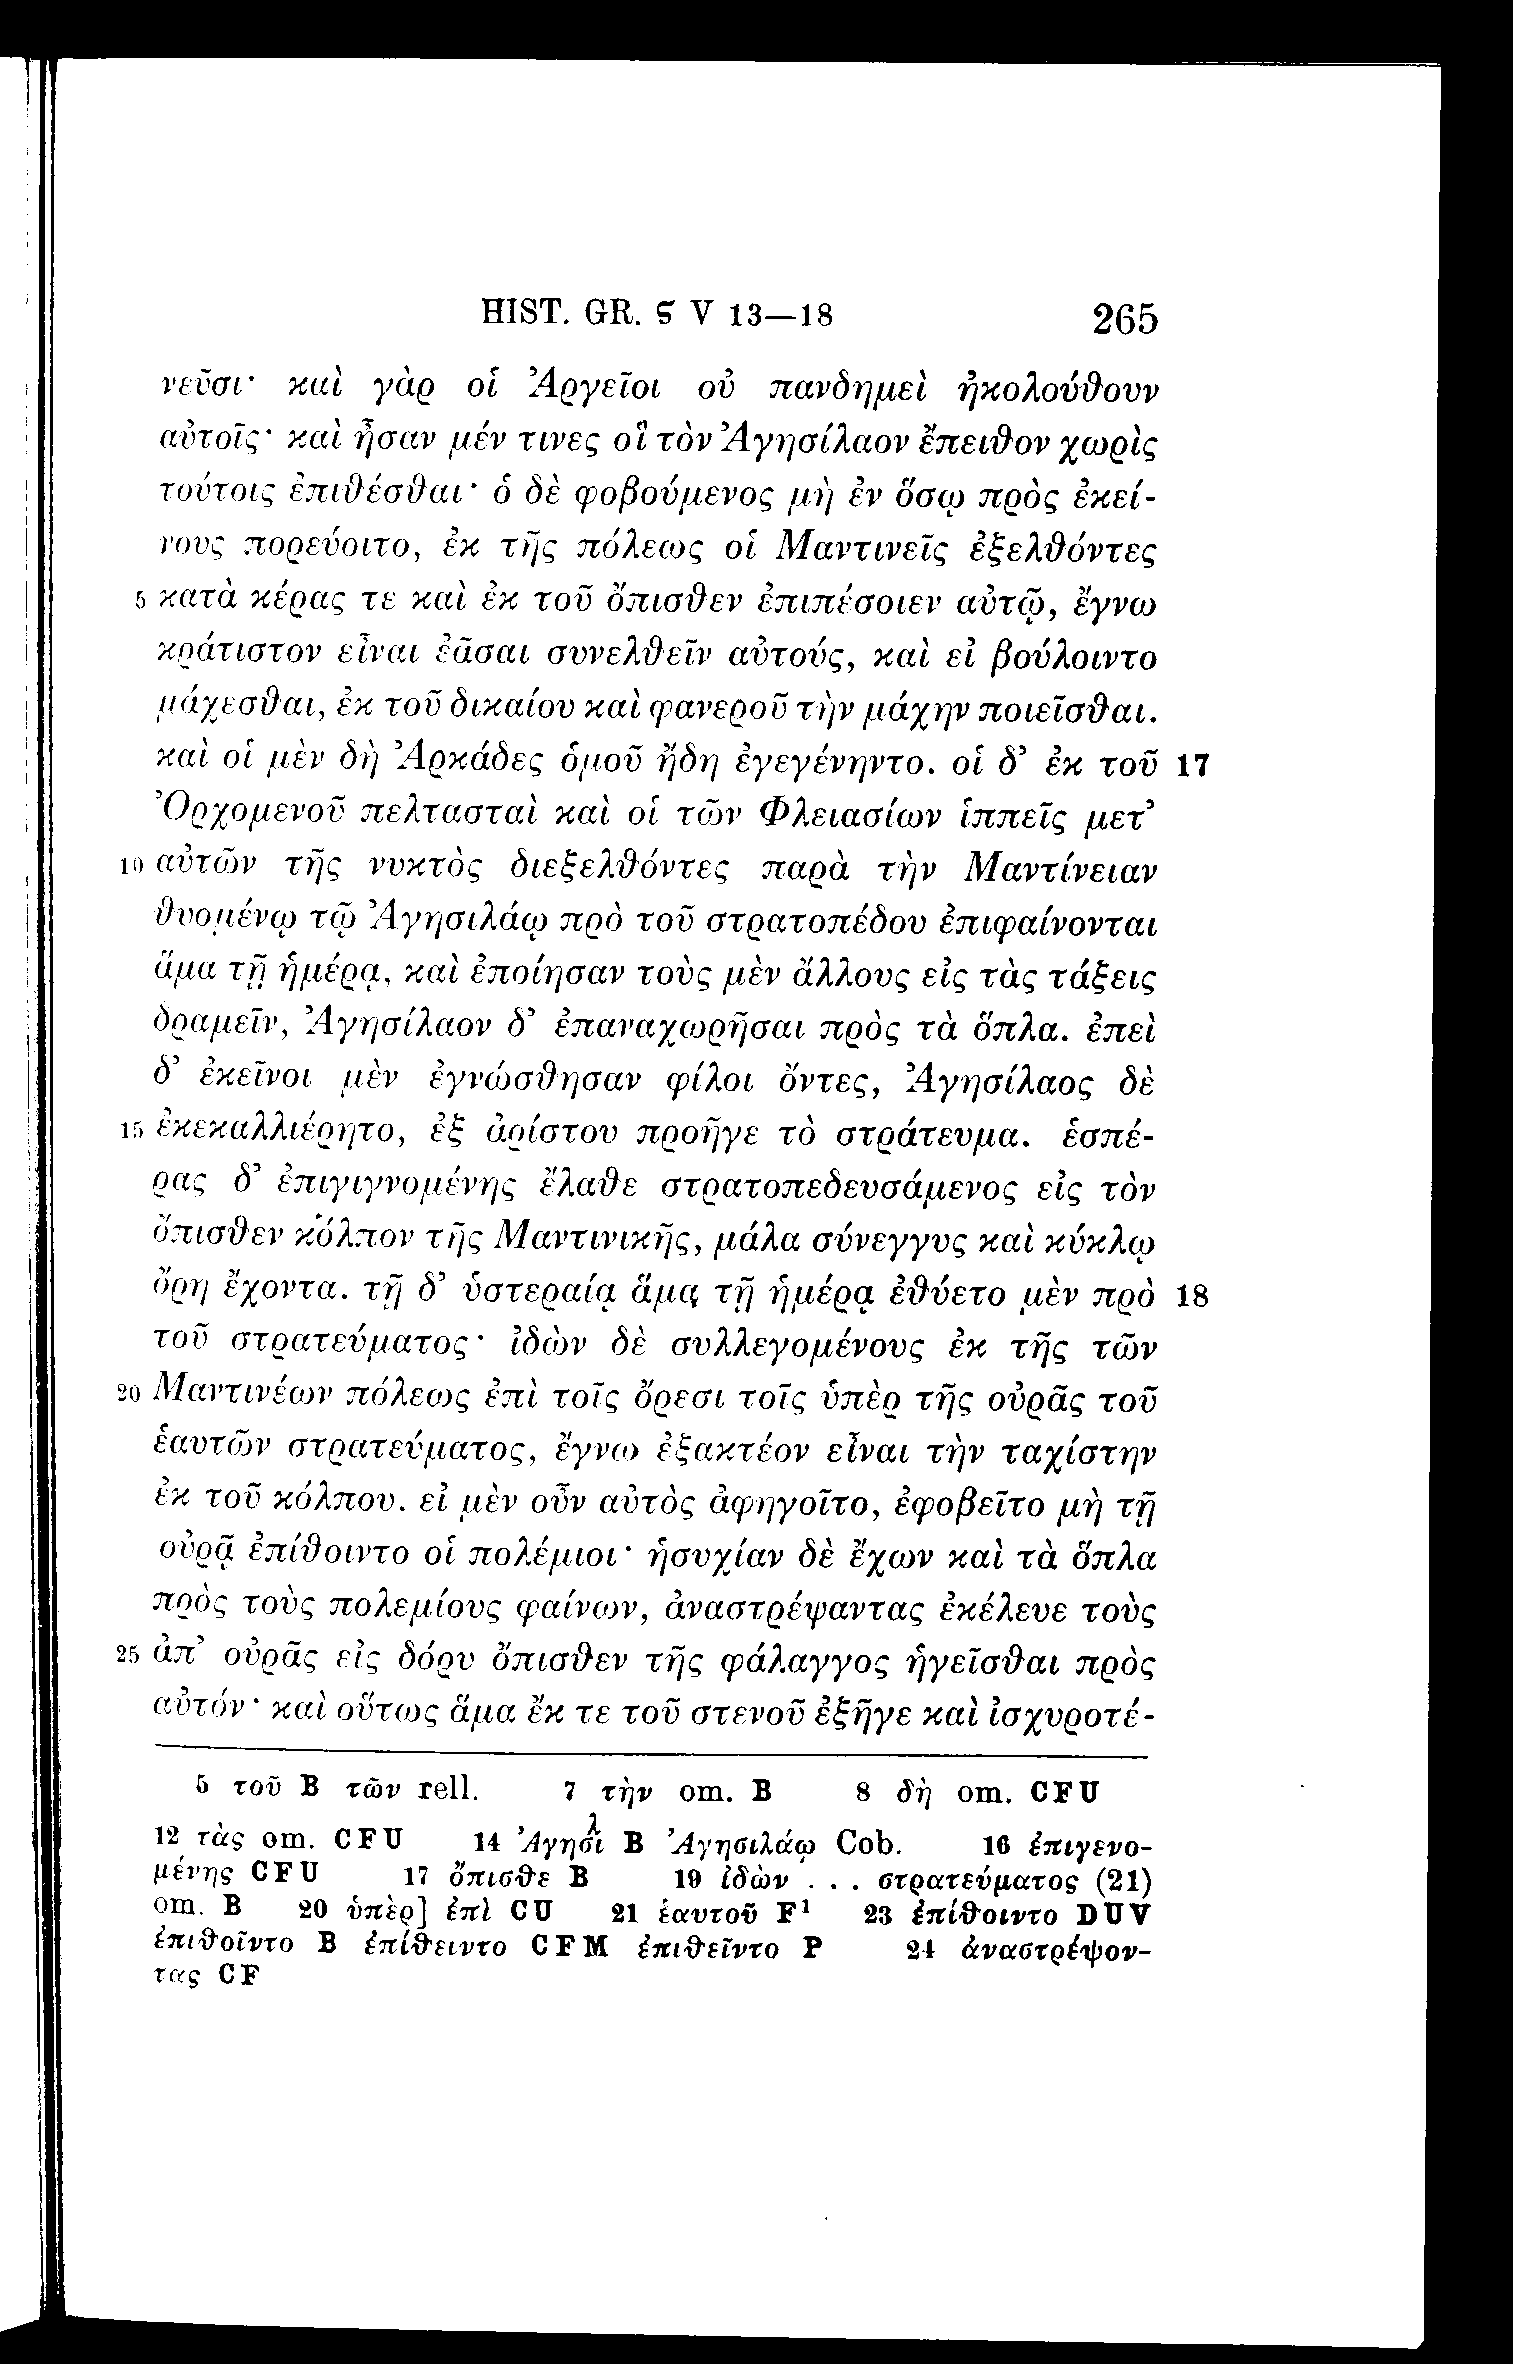 HIST. GR. Ϛ V 13—18 265
νεῦσι· καὶ γὰρ οἱ Ἀργεῖοι οὐ πανδημεὶ ἠκολούθουν
αὐτοῖς· καὶ ἦσαν μέν τινες οἳ τὸν Ἀγησίλαον ἔπειθον χωρὶς
τούτοις ἐπιθέσθαι· ὁ δὲ φοβούμενος μὴ ἐν ὅσῳ πρὸς ἐκεί-
νους πορεύοιτο, ἐκ τῆς πόλεως οἱ Μαντινεῖς ἐξελθόντες
5 κατὰ κέρας τε καὶ ἐκ τοῦ ὄπισθεν ἐπιπέσοιεν αὐτῷ, ἔγνω
κράτιστον εἶναι ἐᾶσαι συνελθεῖν αὐτούς, καὶ εἰ βούλοιντο
μάχεσθαι, ἐκ τοῦ δικαίου καὶ φανεροῦ τὴν μάχην ποιεῖσθαι.
καὶ οἱ μὲν δὴ Ἀρκάδες ὁμοῦ ἤδη ἐγεγένηντο. οἱ δ’ ἐκ τοῦ 17
Ὀρχομενοῦ πελτασταὶ καὶ οἱ τῶν Φλειασίων ἱππεῖς μετ’
10 αὐτῶν τῆς νυκτὸς διεξελθόντες παρὰ τὴν Μαντίνειαν
θυομένῳ τῷ Ἀγησιλάῳ πρὸ τοῦ στρατοπέδου ἐπιφαίνονται
ἅμα τῇ ἡμέρᾳ, καὶ ἐποίησαν τοὺς μὲν ἄλλους εἰς τὰς τάξεις
δραμεῖν, Ἀγησίλαον δ’ ἐπαναχωρῆσαι πρὸς τὰ ὅπλα. ἐπεὶ
δ’ ἐκεῖνοι μὲν ἐγνώσθησαν φίλοι ὄντες, Ἀγησίλαος δὲ
15 ἐκεκαλλιέρητο, ἐξ ἀρίστου προῆγε τὸ στράτευμα. ἑσπέ-
ρας δ’ ἐπιγιγνομένης ἔλαθε στρατοπεδευσάμενος εἰς τὸν
ὄπισθεν κόλπον τῆς Μαντινικῆς, μάλα σύνεγγυς καὶ κύκλῳ
ὄρη ἔχοντα. τῇ δ’ ὑστεραίᾳ ἅμα τῇ ἡμέρᾳ ἐθύετο μὲν πρὸ 18
τοῦ στρατεύματος· ἰδὼν δὲ συλλεγομένους ἐκ τῆς τῶν
20 Μαντινέων πόλεως ἐπὶ τοῖς ὄρεσι τοῖς ὑπὲρ τῆς οὐρᾶς τοῦ
ἑαυτῶν στρατεύματος, ἔγνω ἐξακτέον εἶναι τὴν ταχίστην
ἐκ τοῦ κόλπου. εἰ μὲν οὖν αὐτὸς ἀφηγοῖτο, ἐφοβεῖτο μὴ τῇ
οὐρᾷ ἐπίθοιντο οἱ πολέμιοι· ἡσυχίαν δὲ ἔχων καὶ τὰ ὅπλα
πρὸς τοὺς πολεμίους φαίνων, ἀναστρέψαντας ἐκέλευε τοὺς
25 ἀπ’ οὐρᾶς εἰς δόρυ ὄπισθεν τῆς φάλαγγος ἡγεῖσθαι πρὸς
αὐτόν· καὶ οὕτως ἅμα ἔκ τε τοῦ στενοῦ ἐξῆγε καὶ ἰσχυροτέ-
5 τοῦ B τῶν rell. 7 τὴν om. B 8 δὴ om. CFU
12 τὰς om. CFU 14 Ἀγησιλ B Ἀγησιλάῳ Cob. 16 ἐπιγενο-
μένης CFU 17 ὄπισθε B 19 ἰδὼν . . . στρατεύματος (21)
om. B 20 ὑπὲρ] ἐπὶ CU 21 ἑαυτοῦ F¹ 23 ἐπίθοιντο DUV
ἐπιθοῖντο B ἐπίθειντο CFM ἐπιθεῖντο P 24 ἀναστρέψον-
τας CF